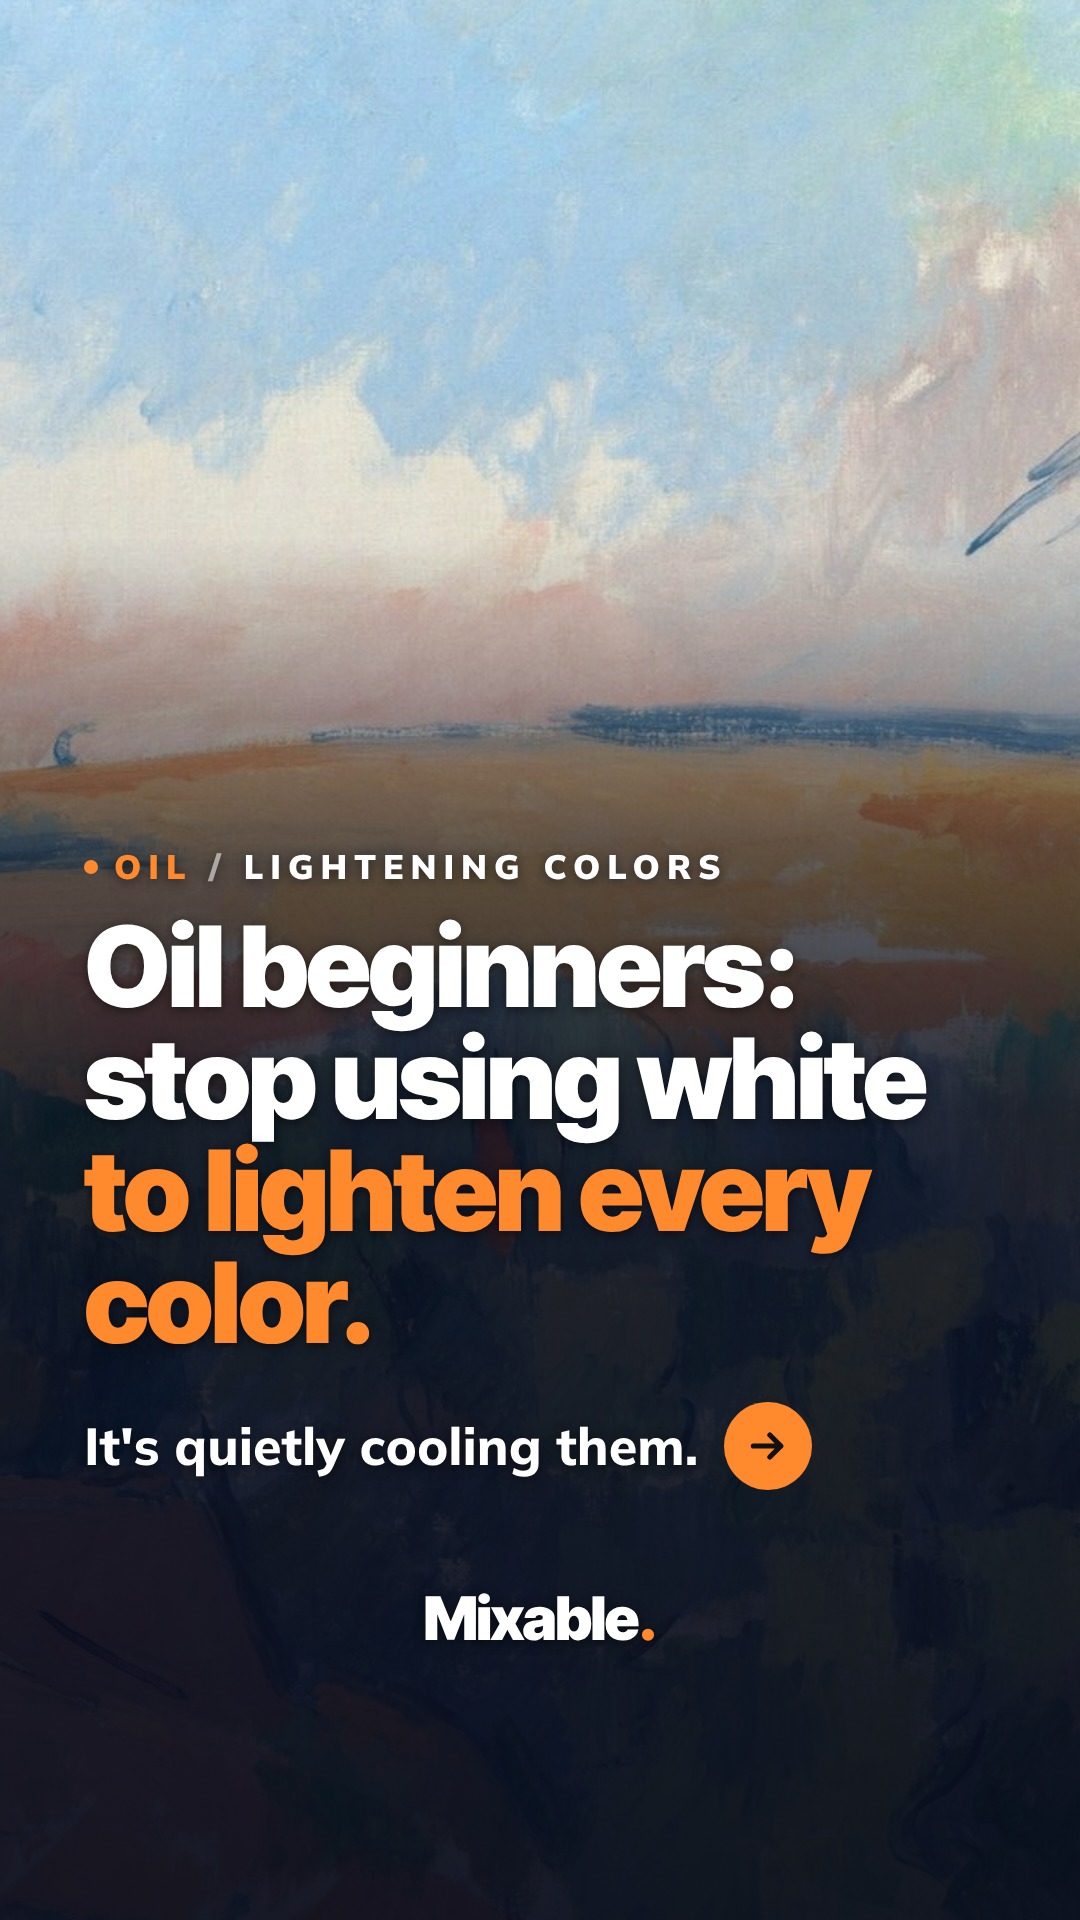 • OIL / LIGHTENING COLORS
Oil beginners:
stop using white
to lighten every
color.
It's quietly cooling them. →
Mixable.